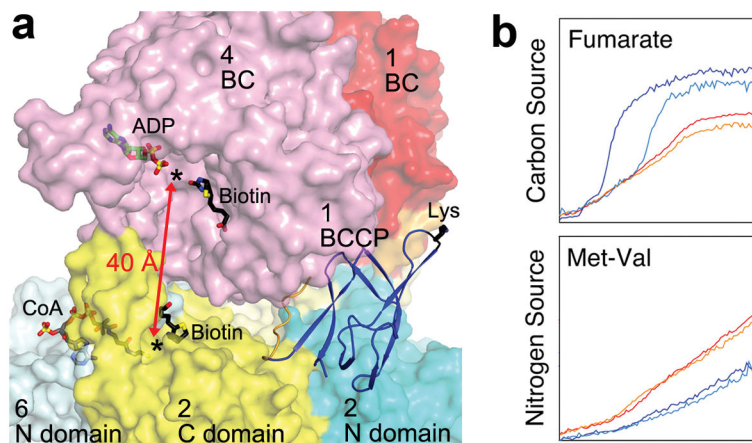 a
4
BC
1
BC
ADP
*
Biotin
1
BCCP
Lys
40 Å
CoA
Biotin
*
6
N domain
2
C domain
2
N domain
b
Carbon Source
Fumarate
Nitrogen Source
Met-Val